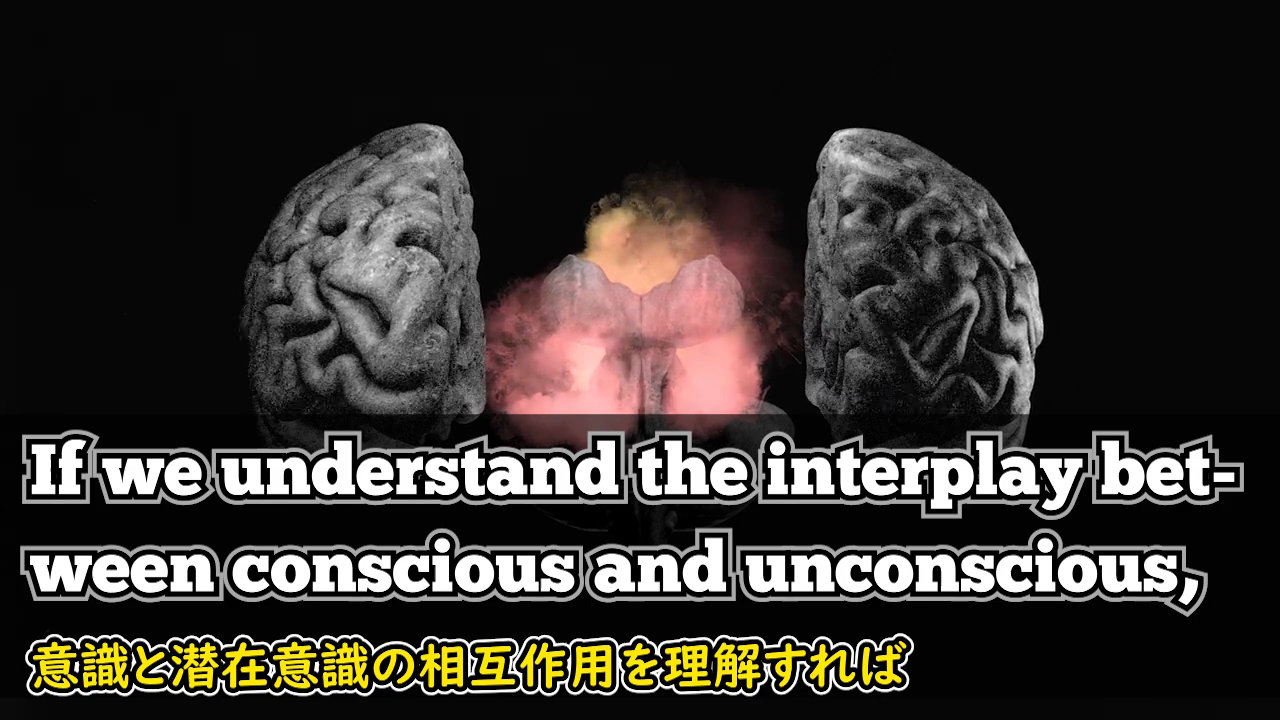 If we understand the interplay bet-
ween conscious and unconscious,
意識と潜在意識の相互作用を理解すれば